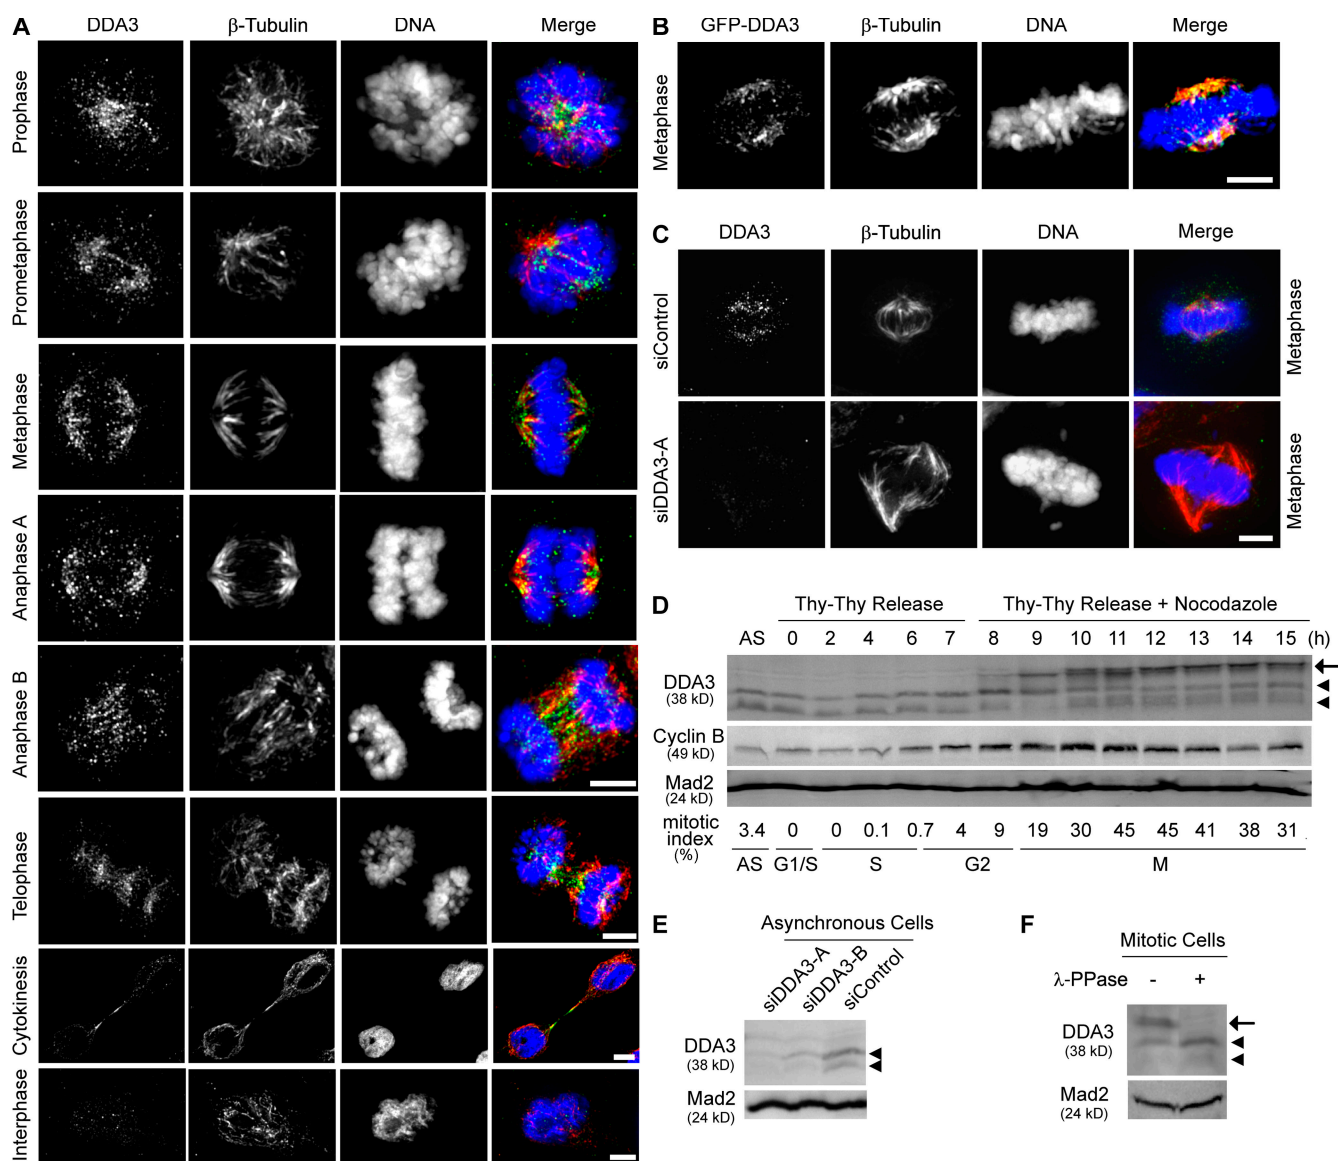 A
DDA3 β-Tubulin DNA Merge
Prophase
Prometaphase
Metaphase
Anaphase A
Anaphase B
Telophase
Cytokinesis
Interphase
B
GFP-DDA3 β-Tubulin DNA Merge
Metaphase
C
DDA3 β-Tubulin DNA Merge
siControl
Metaphase
siDDA3-A
Metaphase
D
Thy-Thy Release Thy-Thy Release + Nocodazole
AS 0 2 4 6 7 8 9 10 11 12 13 14 15 (h)
DDA3
(38 kD)
Cyclin B
(49 kD)
Mad2
(24 kD)
mitotic
index
(%)
3.4 0 0 0.1 0.7 4 9 19 30 45 45 41 38 31
AS G1/S S G2 M
E
Asynchronous Cells
siDDA3-A
siDDA3-B
siControl
DDA3
(38 kD)
Mad2
(24 kD)
F
Mitotic Cells
λ-PPase - +
DDA3
(38 kD)
Mad2
(24 kD)